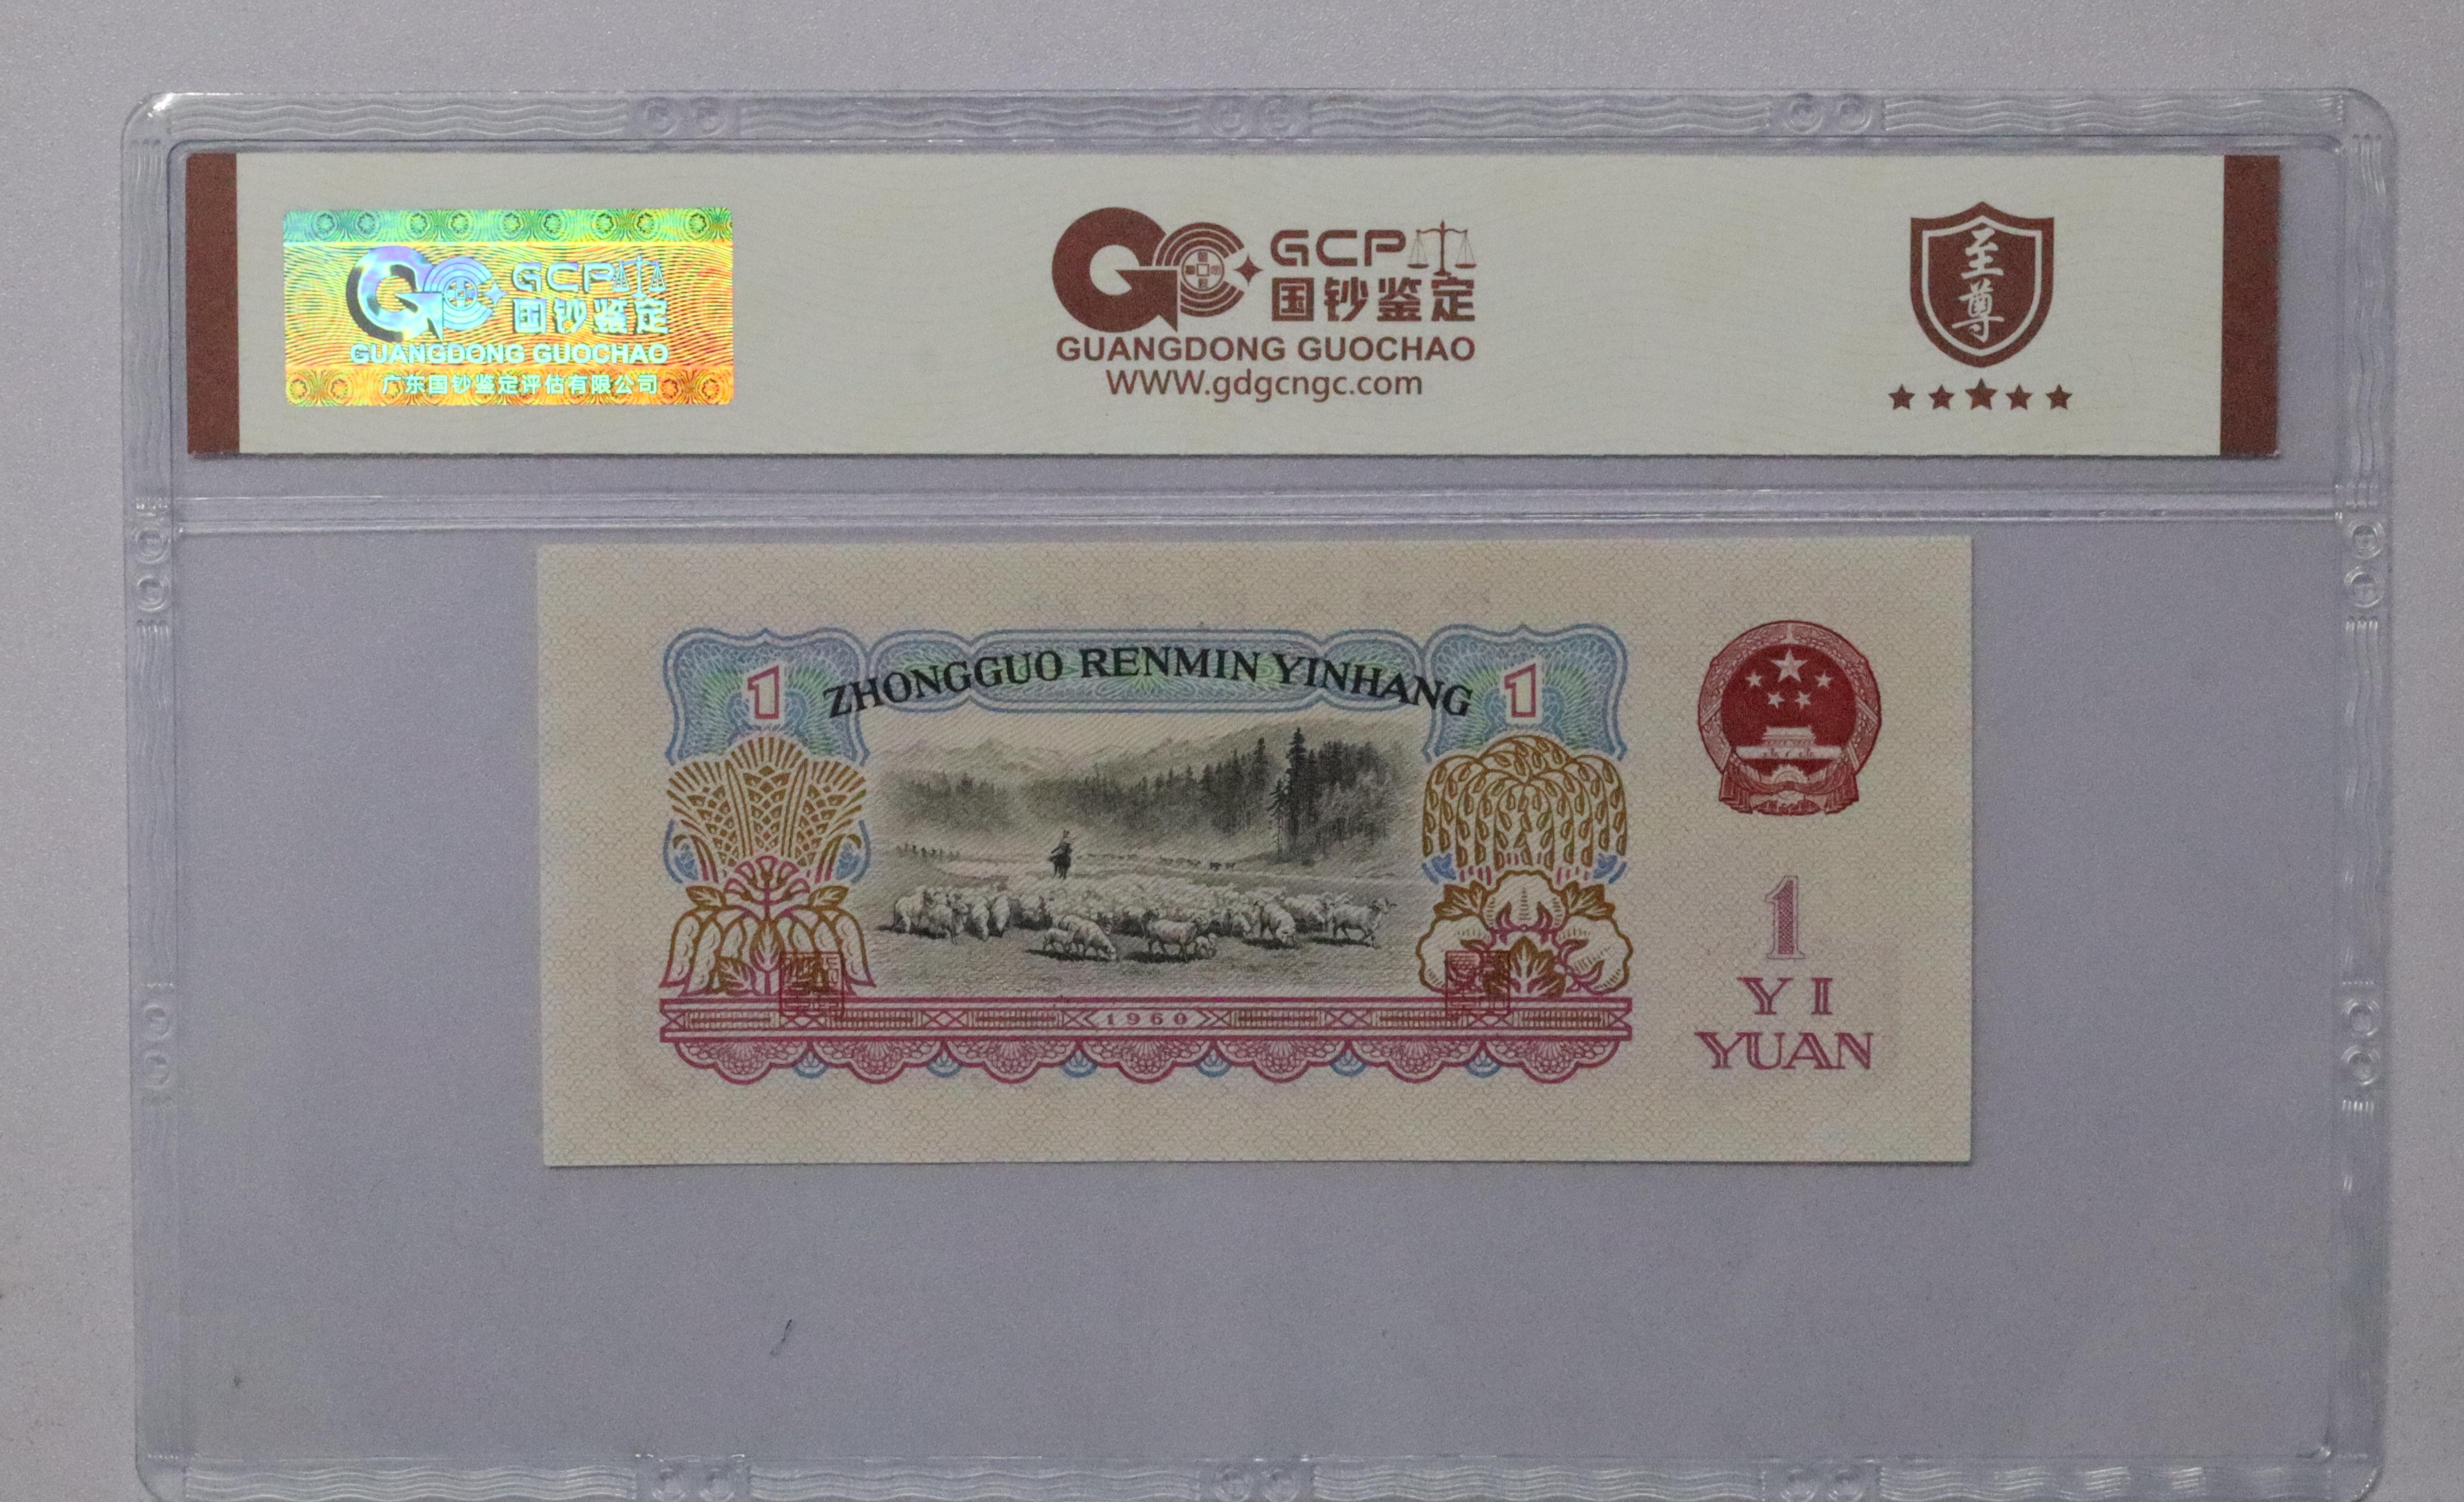 GCP
国钞鉴定
GUANGDONG GUOCHAO
广东国钞鉴定评估有限公司
GCP
国钞鉴定
GUANGDONG GUOCHAO
WWW.gdgcngc.com
至尊
1 ZHONGGUO RENMIN YINHANG 1
1960
1
YI
YUAN